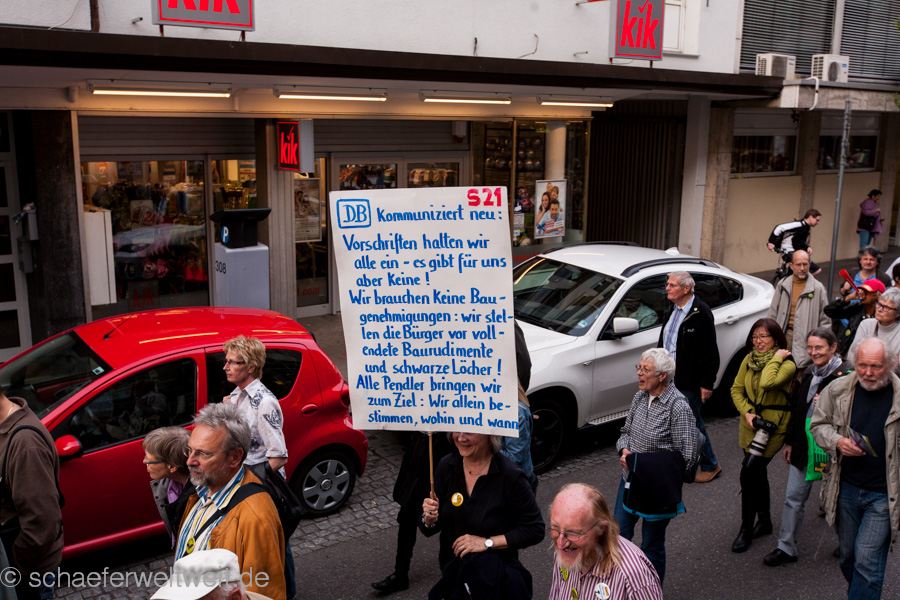 kik
kik
kik
308
P
S21
DB Kommuniziert neu:
Vorschriften halten wir
alle ein - es gibt für uns
aber Keine!
Wir brauchen Keine Bau-
genehmigungen: wir stel-
len die Bürger vor voll-
endete Baurudimente
und schwarze Löcher!
Alle Pendler bringen wir
zum Ziel: Wir allein be-
stimmen, wohin und wann
© schaeferweltweit.de